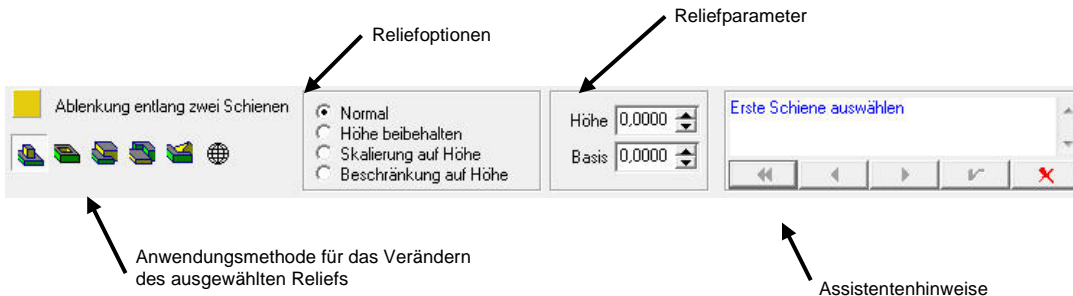 Reliefparameter
Reliefoptionen
Ablenkung entlang zwei Schienen
Normal
Höhe beibehalten
Skalierung auf Höhe
Beschränkung auf Höhe
Höhe 0,0000
Basis 0,0000
Erste Schiene auswählen
Anwendungsmethode für das Verändern
des ausgewählten Reliefs
Assistentenhinweise